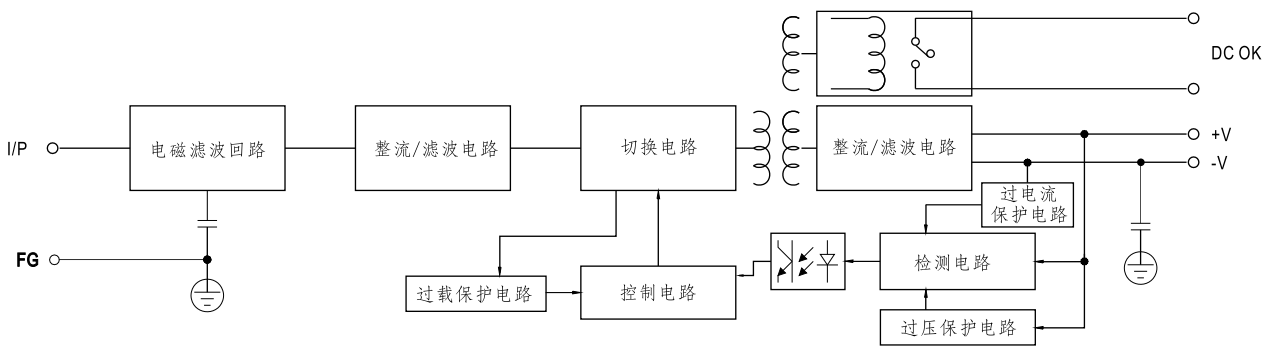 DC OK
I/P
电磁滤波回路
整流/滤波电路
切换电路
整流/滤波电路
+V
-V
过电流
保护电路
FG
检测电路
过载保护电路
控制电路
过压保护电路